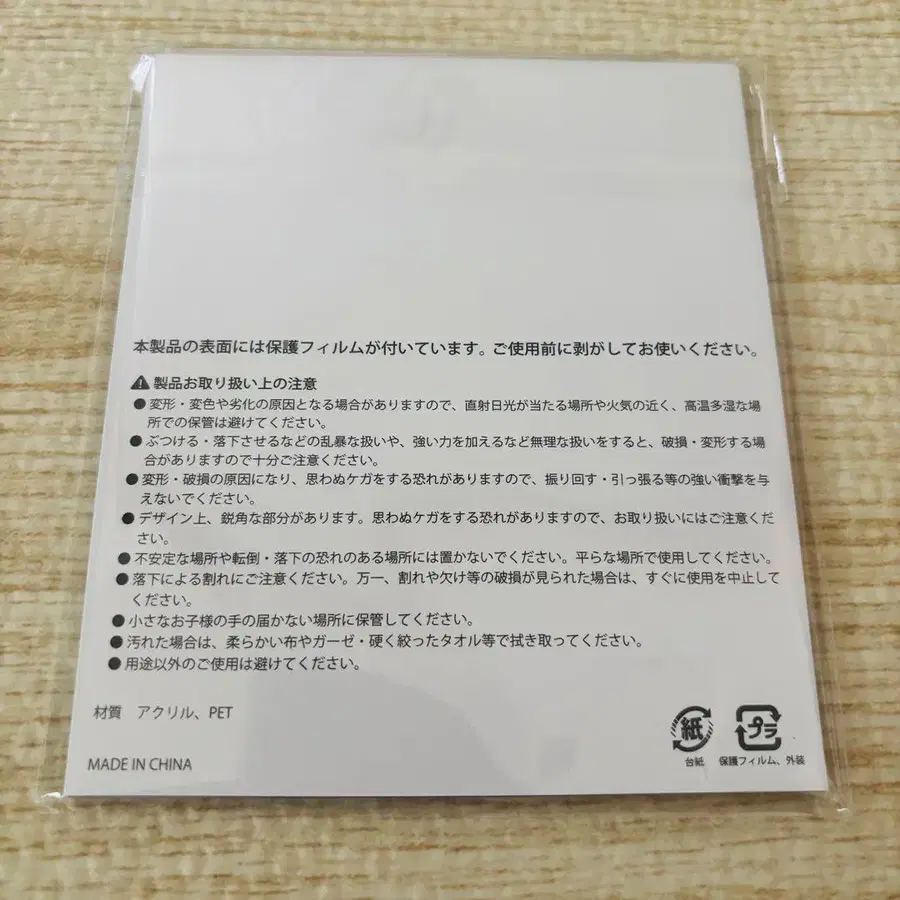 本製品の表面には保護フィルムが付いています。ご使用前に剥がしてお使いください。
製品お取り扱い上の注意
●変形・変色や劣化の原因となる場合がありますので、直射日光が当たる場所や火気の近く、高温多湿な場
所での保管は避けてください。
●ぶつける・落下させるなどの乱暴な扱いや、強い力を加えるなど無理な扱いをすると、破損・変形する場
合がありますので十分ご注意ください。
●変形・破損の原因になり、思わぬケガをする恐れがありますので、振り回す・引っ張る等の強い衝撃を与
えないでください。
●デザイン上、鋭角な部分があります。思わぬケガをする恐れがありますので、お取り扱いにはご注意くだ
さい。
●不安定な場所や転倒・落下の恐れのある場所には置かないでください。平らな場所で使用してください。
●落下による割れにご注意ください。万一、割れや欠け等の破損が見られた場合は、すぐに使用を中止して
ください。
●小さなお子様の手の届かない場所に保管してください。
●汚れた場合は、柔らかい布やガーゼ・硬く絞ったタオル等で拭き取ってください。
●用途以外のご使用は避けてください。
材質 アクリル、PET
紙 プラ
台紙 保護フィルム、外装
MADE IN CHINA